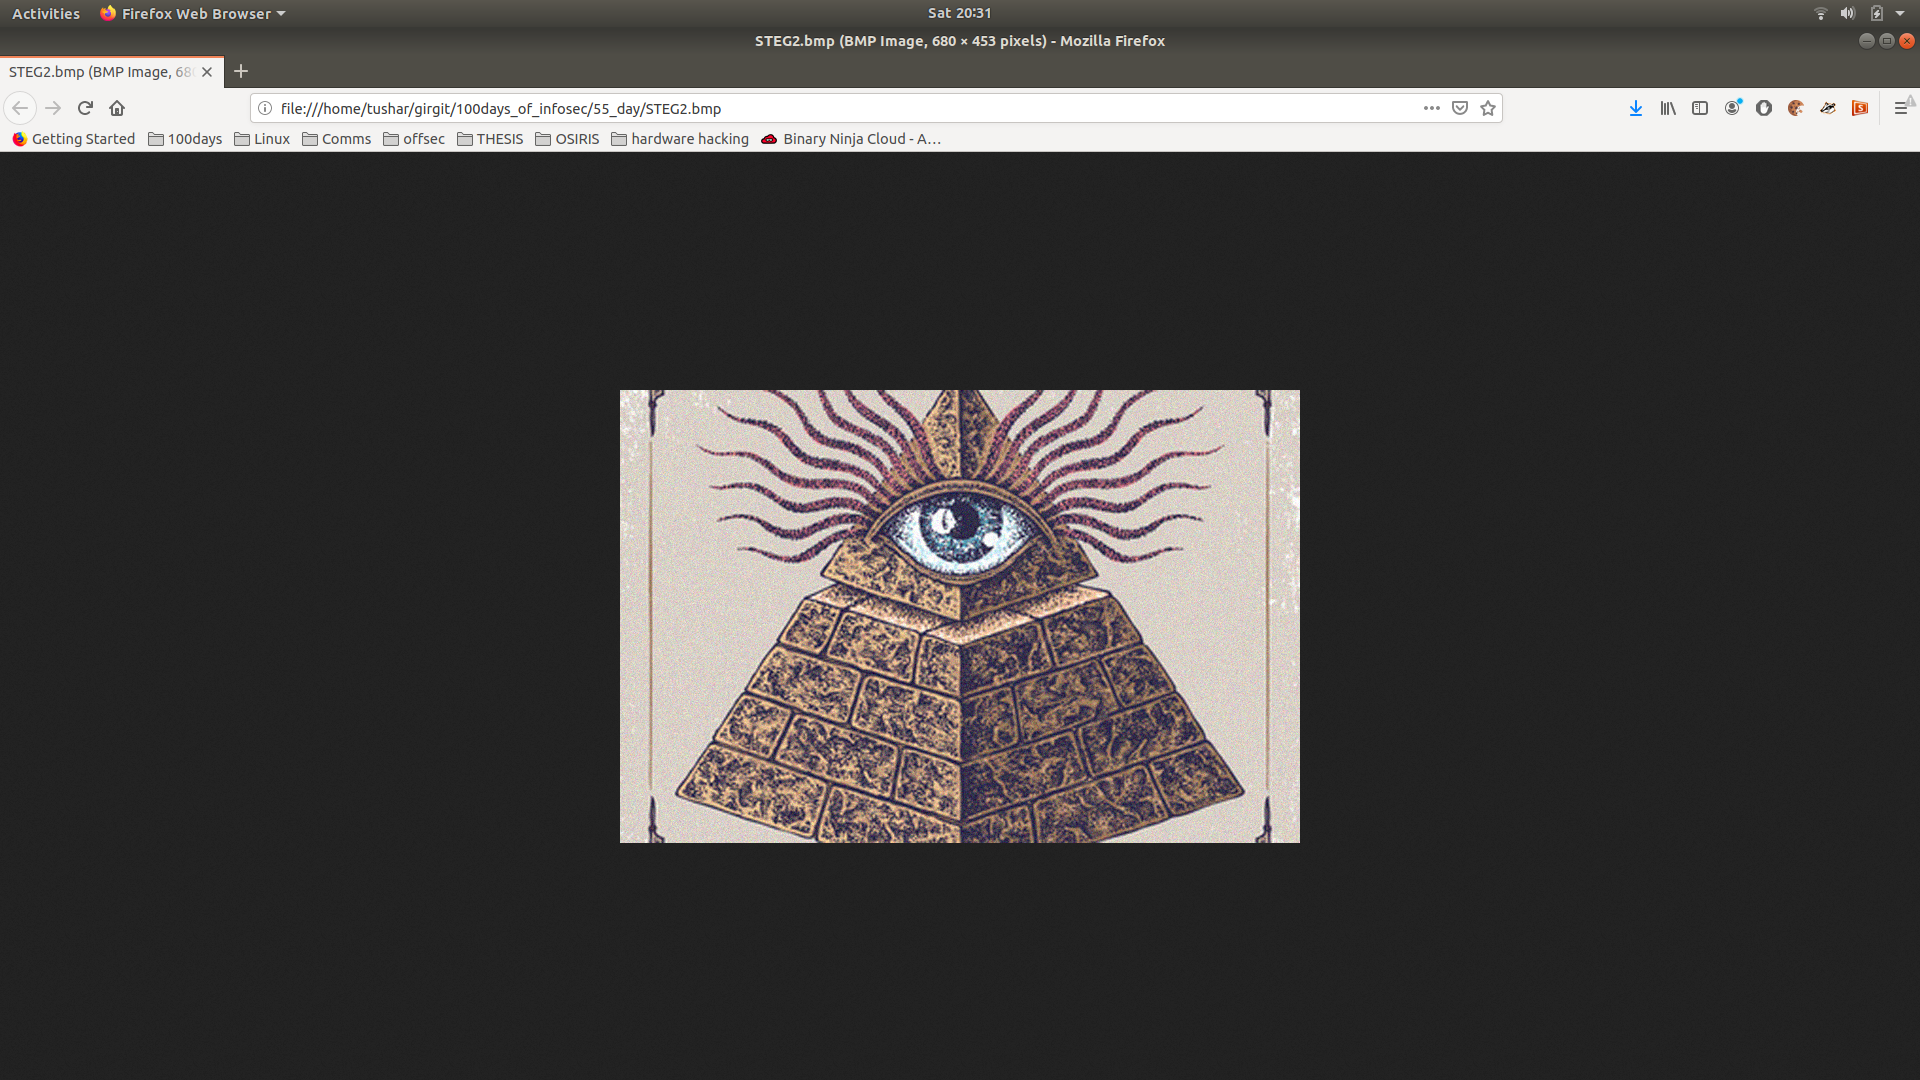 Activities Firefox Web Browser Sat 20:31
STEG2.bmp (BMP Image, 680 × 453 pixels) - Mozilla Firefox
STEG2.bmp (BMP Image, 68
file:///home/tushar/girgit/100days_of_infosec/55_day/STEG2.bmp
Getting Started 100days Linux Comms offsec THESIS OSIRIS hardware hacking Binary Ninja Cloud - A…